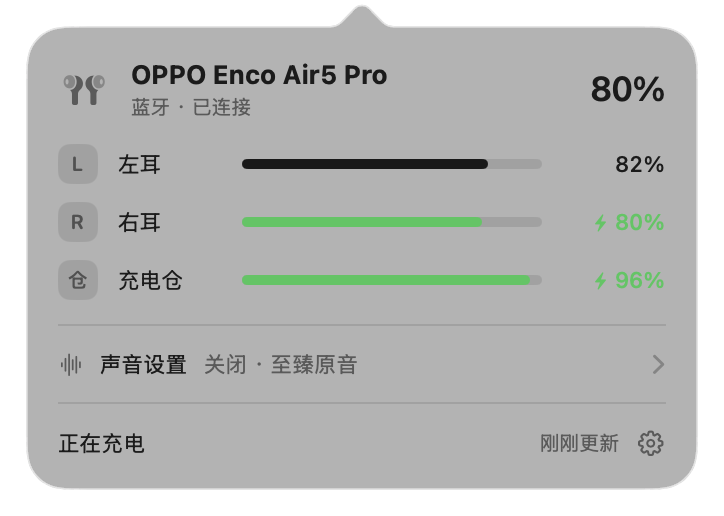 OPPO Enco Air5 Pro
蓝牙 · 已连接
80%
L 左耳 82%
R 右耳 80%
仓 充电仓 96%
声音设置 关闭 · 至臻原音
正在充电 刚刚更新